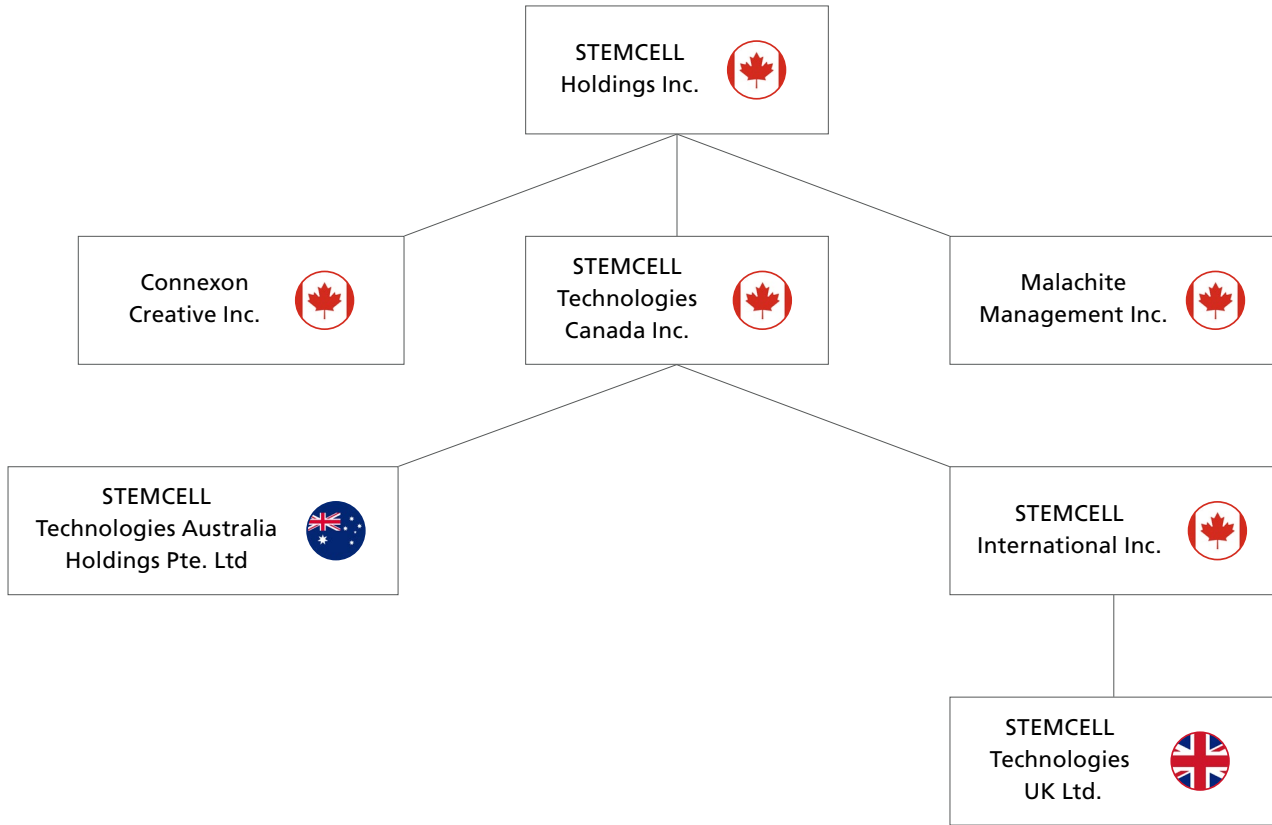 STEMCELL
Holdings Inc.
Connexon
Creative Inc.
STEMCELL
Technologies
Canada Inc.
Malachite
Management Inc.
STEMCELL
Technologies Australia
Holdings Pte. Ltd
STEMCELL
International Inc.
STEMCELL
Technologies
UK Ltd.